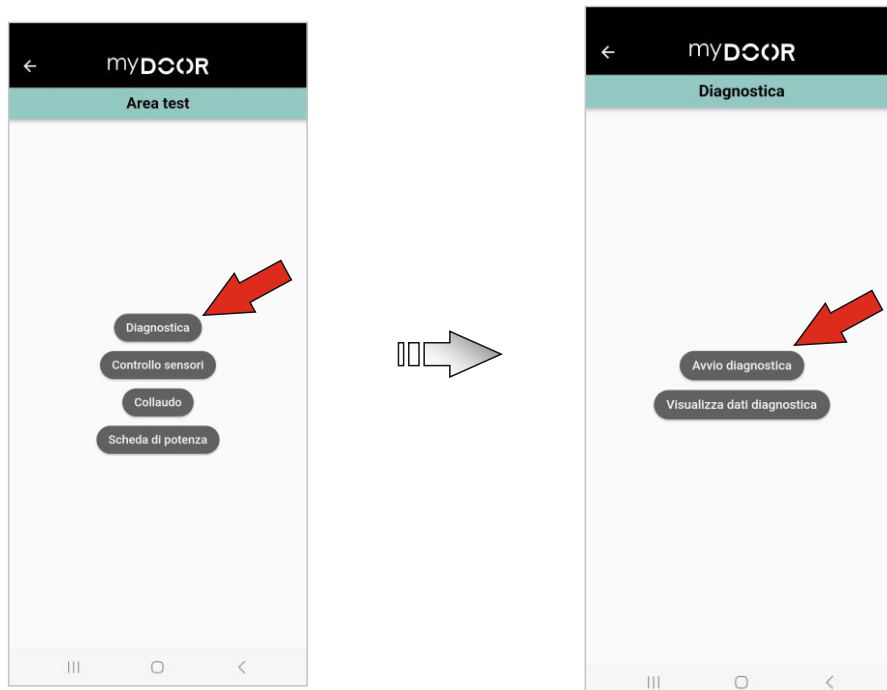 myDOOR
Area test
Diagnostica
Controllo sensori
Collaudo
Scheda di potenza
myDOOR
Diagnostica
Avvio diagnostica
Visualizza dati diagnostica